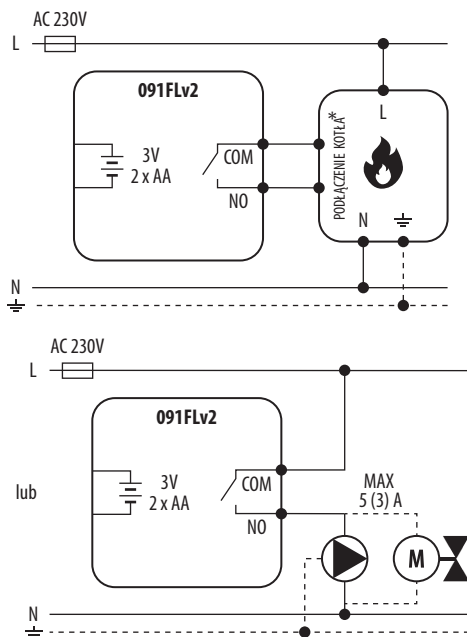 AC 230V
L
091FLv2
3V
2 x AA
COM
NO
PODŁĄCZENIE KOTŁA*
L
N
N
AC 230V
L
091FLv2
lub
3V
2 x AA
COM
NO
MAX
5 (3) A
M
N